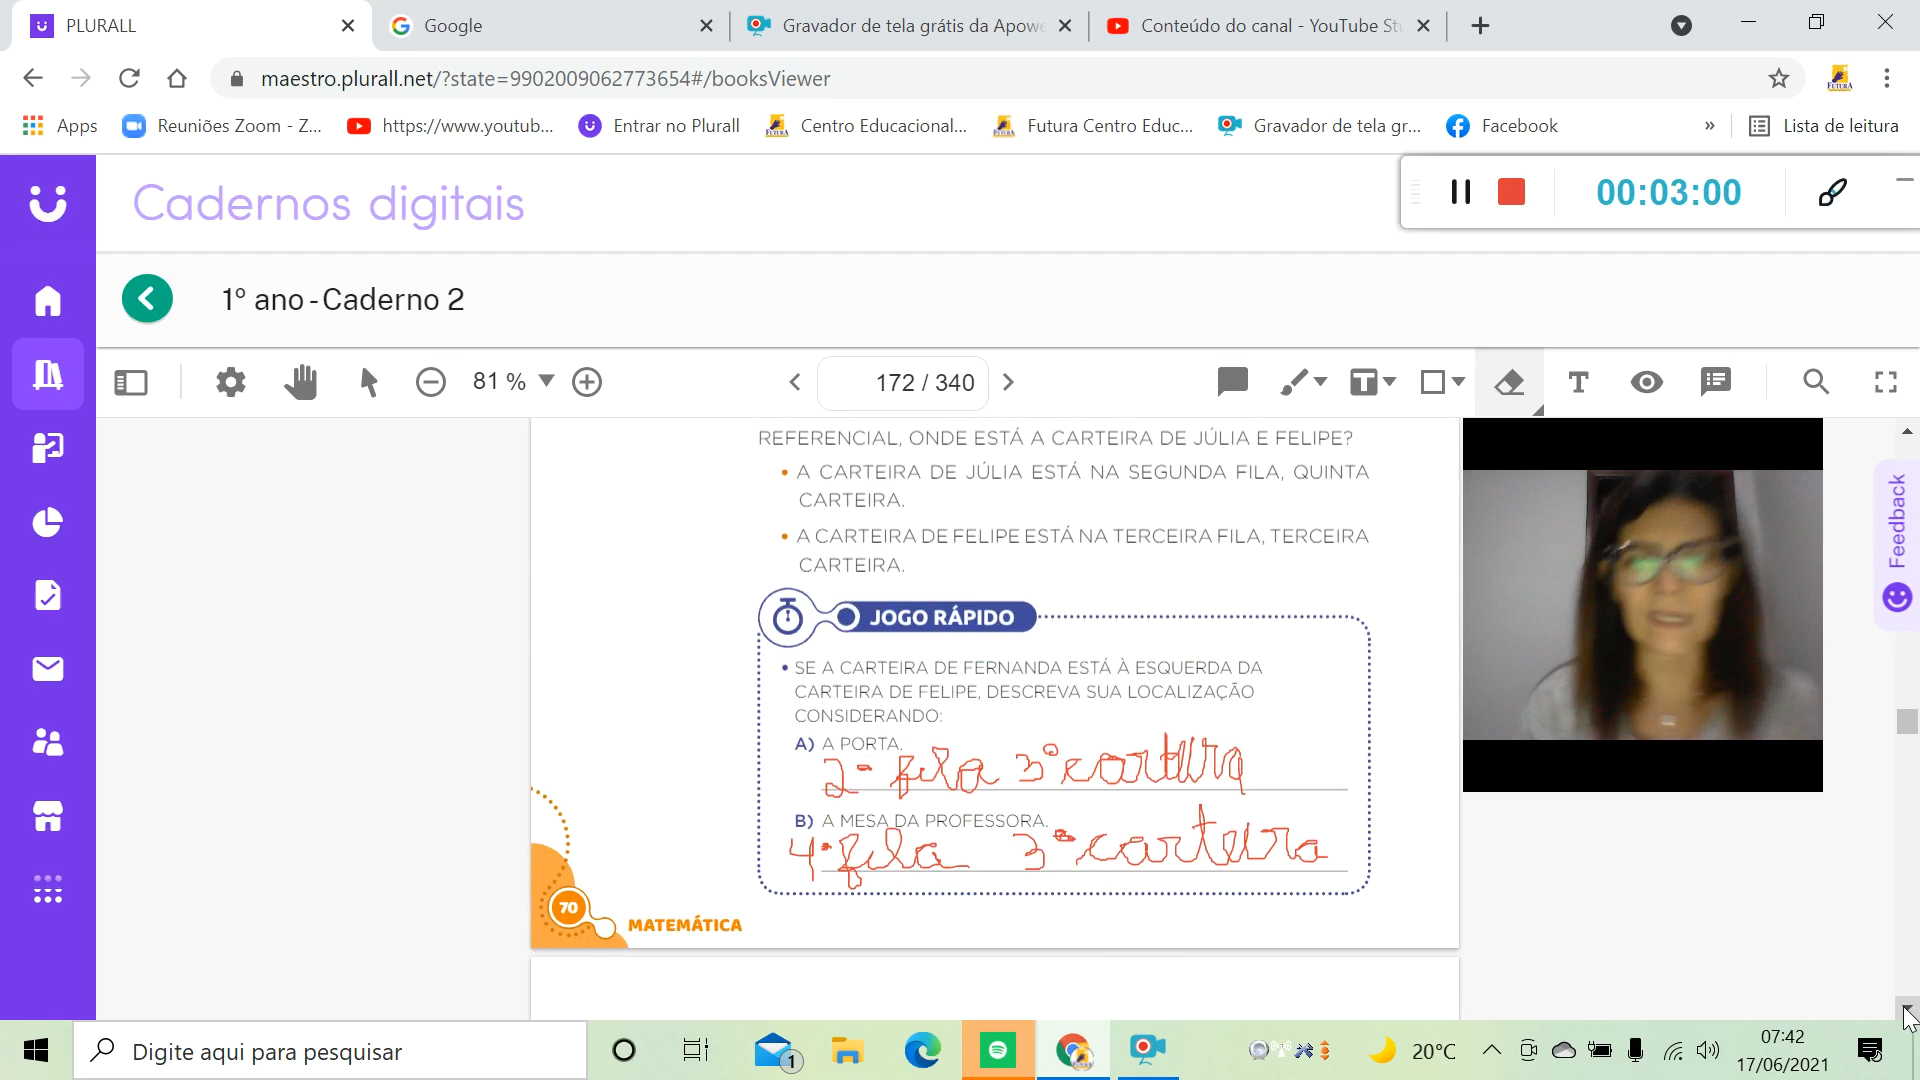 PLURALL
Google
Gravador de tela grátis da Apowe
Conteúdo do canal - YouTube Stu
maestro.plurall.net/?state=9902009062773654#/booksViewer
Apps
Reuniões Zoom - Z...
https://www.youtub...
Entrar no Plurall
Centro Educacional...
Futura Centro Educ...
Gravador de tela gr...
Facebook
»
Lista de leitura
Cadernos digitais
00:03:00
1º ano - Caderno 2
81 %
172 / 340
REFERENCIAL, ONDE ESTÁ A CARTEIRA DE JÚLIA E FELIPE?
• A CARTEIRA DE JÚLIA ESTÁ NA SEGUNDA FILA, QUINTA
CARTEIRA.
• A CARTEIRA DE FELIPE ESTÁ NA TERCEIRA FILA, TERCEIRA
CARTEIRA.
JOGO RÁPIDO
• SE A CARTEIRA DE FERNANDA ESTÁ À ESQUERDA DA
CARTEIRA DE FELIPE, DESCREVA SUA LOCALIZAÇÃO
CONSIDERANDO:
A) A PORTA.
2ª fila 3ª carteira
B) A MESA DA PROFESSORA.
4ª fila 3ª carteira
70
MATEMÁTICA
Feedback
Digite aqui para pesquisar
1
20°C
07:42
17/06/2021